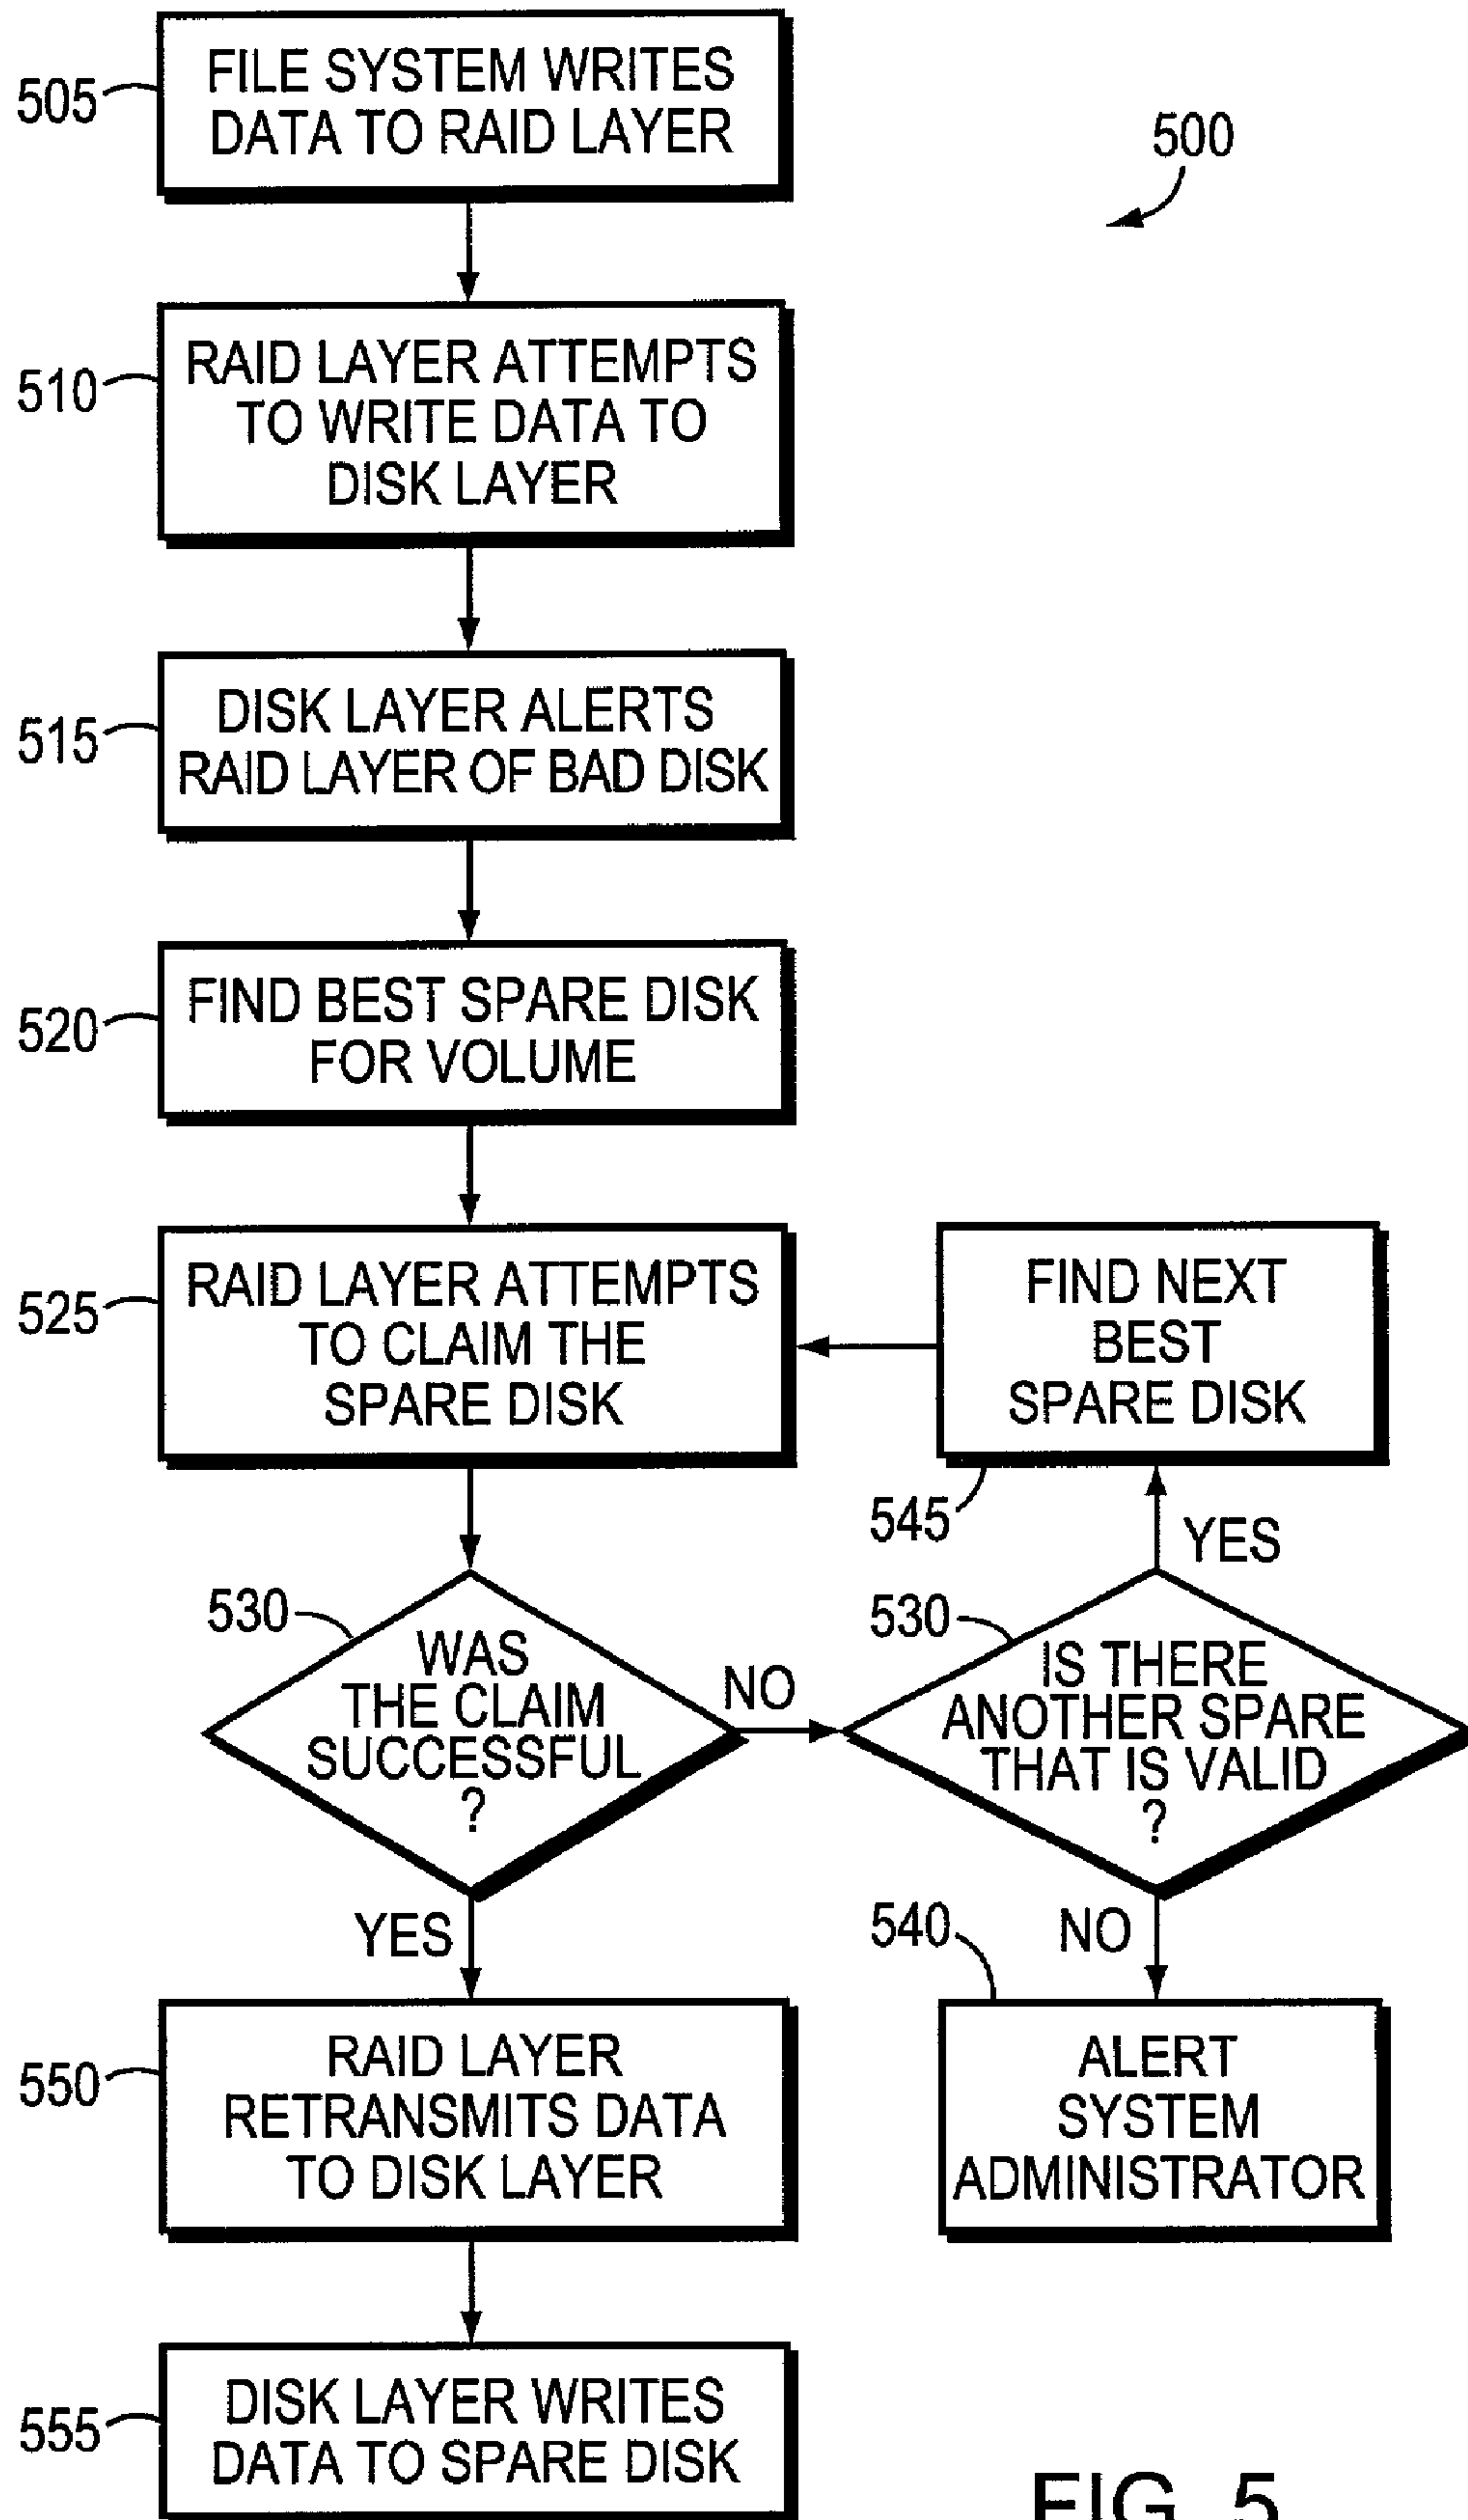 505
FILE SYSTEM WRITES
DATA TO RAID LAYER
500
510
RAID LAYER ATTEMPTS
TO WRITE DATA TO
DISK LAYER
515
DISK LAYER ALERTS
RAID LAYER OF BAD DISK
520
FIND BEST SPARE DISK
FOR VOLUME
525
RAID LAYER ATTEMPTS
TO CLAIM THE
SPARE DISK
FIND NEXT
BEST
SPARE DISK
545
YES
530
WAS
THE CLAIM
SUCCESSFUL
?
NO
530
IS THERE
ANOTHER SPARE
THAT IS VALID
?
YES
540
NO
550
RAID LAYER
RETRANSMITS DATA
TO DISK LAYER
ALERT
SYSTEM
ADMINISTRATOR
555
DISK LAYER WRITES
DATA TO SPARE DISK
FIG. 5